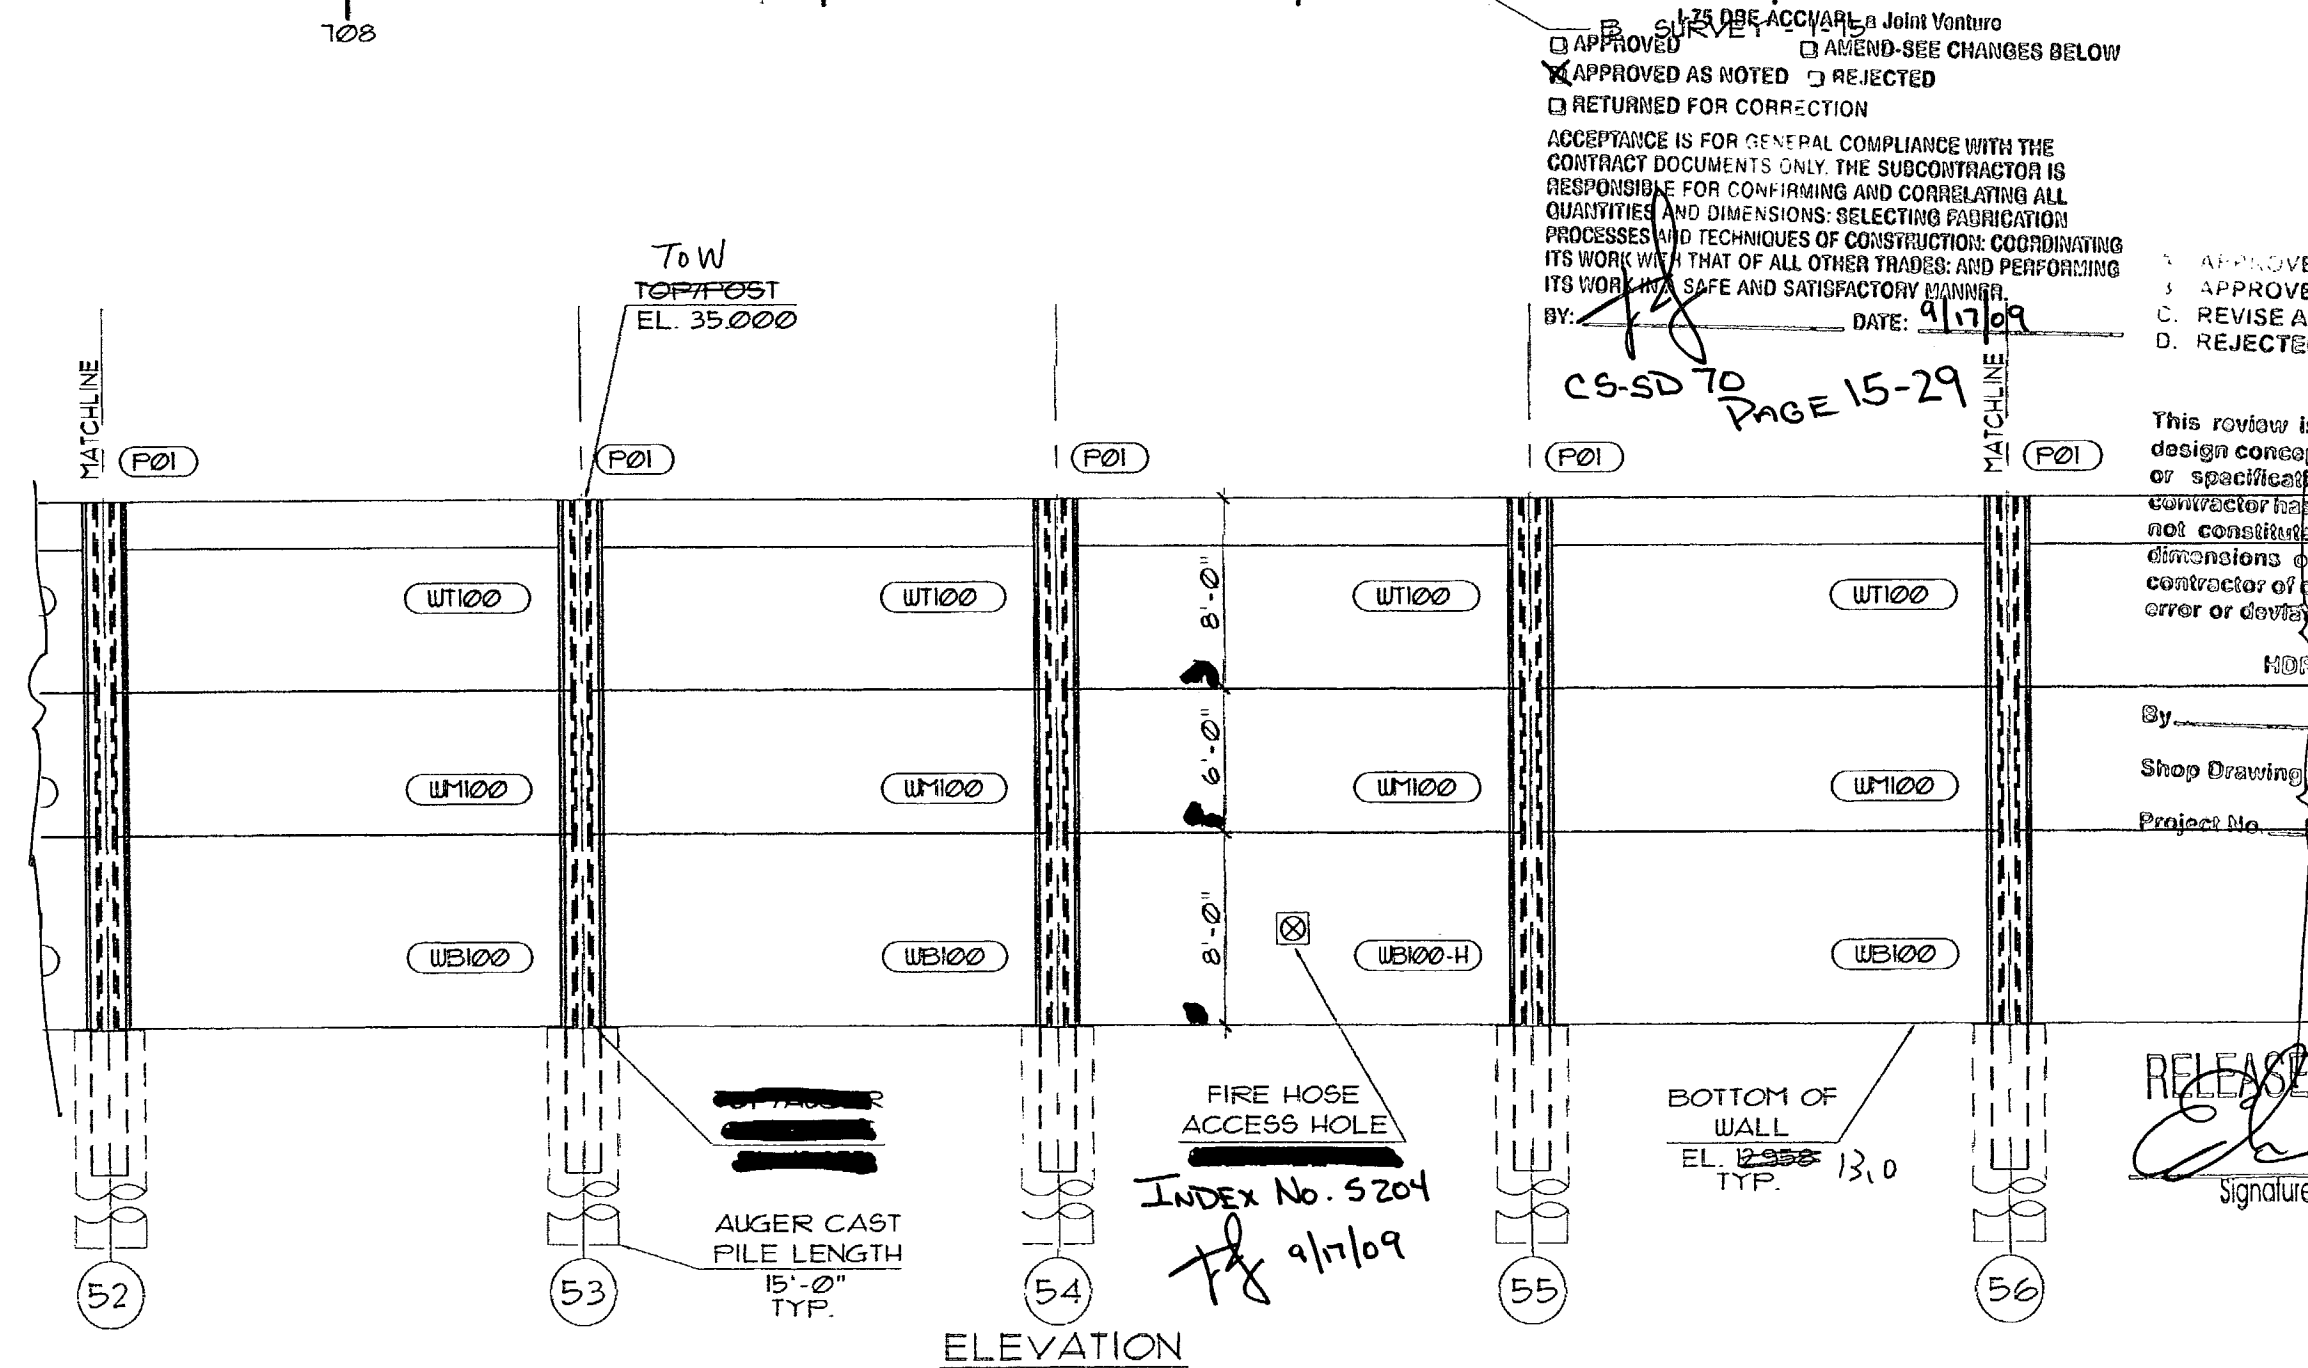 708
I-75 DBE ACCI/API, a Joint Venture
B SURVEY - I-75
APPROVED AMEND-SEE CHANGES BELOW
APPROVED AS NOTED REJECTED
RETURNED FOR CORRECTION
ACCEPTANCE IS FOR GENERAL COMPLIANCE WITH THE
CONTRACT DOCUMENTS ONLY. THE SUBCONTRACTOR IS
RESPONSIBLE FOR CONFIRMING AND CORRELATING ALL
QUANTITIES AND DIMENSIONS: SELECTING FABRICATION
PROCESSES AND TECHNIQUES OF CONSTRUCTION: COORDINATING
ITS WORK WITH THAT OF ALL OTHER TRADES: AND PERFORMING
ITS WORK IN A SAFE AND SATISFACTORY MANNER.
BY: DATE: 9/17/09
CS-SD 70
PAGE 15-29
APPROVE
APPROVE
C. REVISE A
D. REJECTE
This review i
design concep
or specificat
contractor has
not constitut
dimensions o
contractor of
error or devia
HDR
By
Shop Drawing
Project No.
RELEASE
Signature
ToW
TOP/POST
EL. 35.000
MATCHLINE
P01
P01
P01
P01
MATCHLINE
P01
WT100
WT100
8'-0"
WT100
WT100
WM100
WM100
6'-0"
WM100
WM100
WB100
WB100
8'-0"
WB100-H
WB100
FIRE HOSE
ACCESS HOLE
INDEX No. 5204
9/17/09
BOTTOM OF
WALL
EL. 12.958 13.0
TYP.
AUGER CAST
PILE LENGTH
15'-0"
TYP.
52
53
54
55
56
ELEVATION